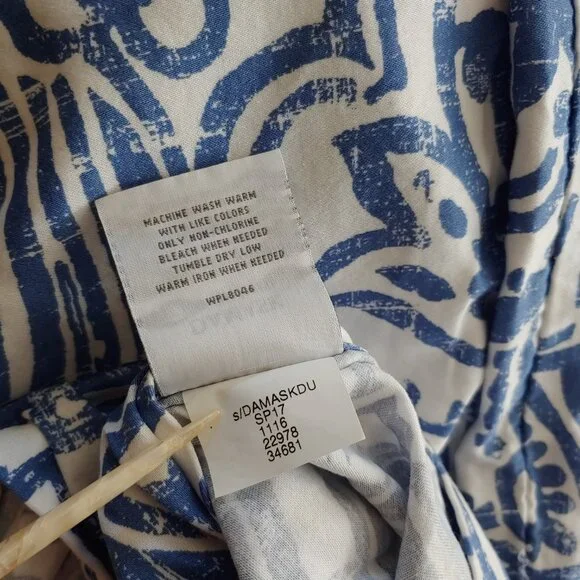 MACHINE WASH WARM
WITH LIKE COLORS
ONLY NON-CHLORINE
BLEACH WHEN NEEDED
TUMBLE DRY LOW
WARM IRON WHEN NEEDED
WPL8046
s/DAMASKDU
SP17
1116
22978
34681